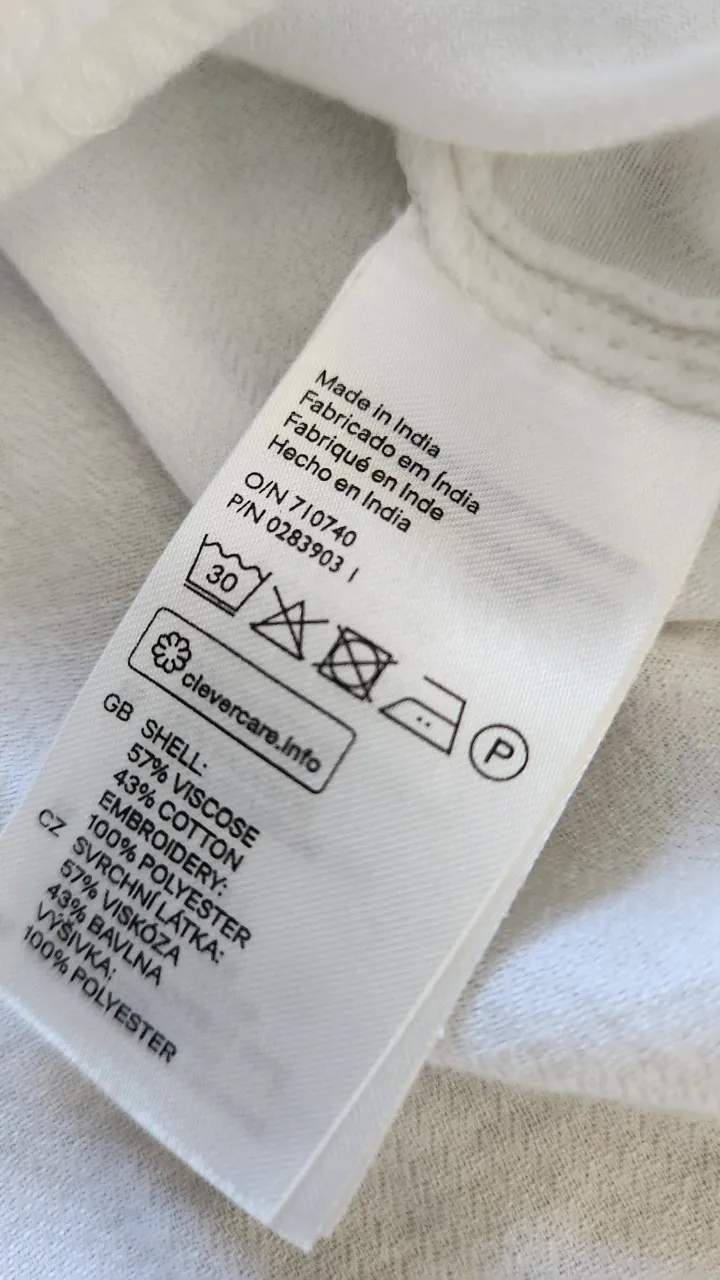 Made in India
Fabricado em Índia
Fabriqué en Inde
Hecho en India
O/N 710740
P/N 0283903 1
30
P
clevercare.info
GB SHELL:
57% VISCOSE
43% COTTON
EMBROIDERY:
100% POLYESTER
CZ SVRCHNÍ LÁTKA:
57% VISKÓZA
43% BAVLNA
VÝŠIVKA:
100% POLYESTER